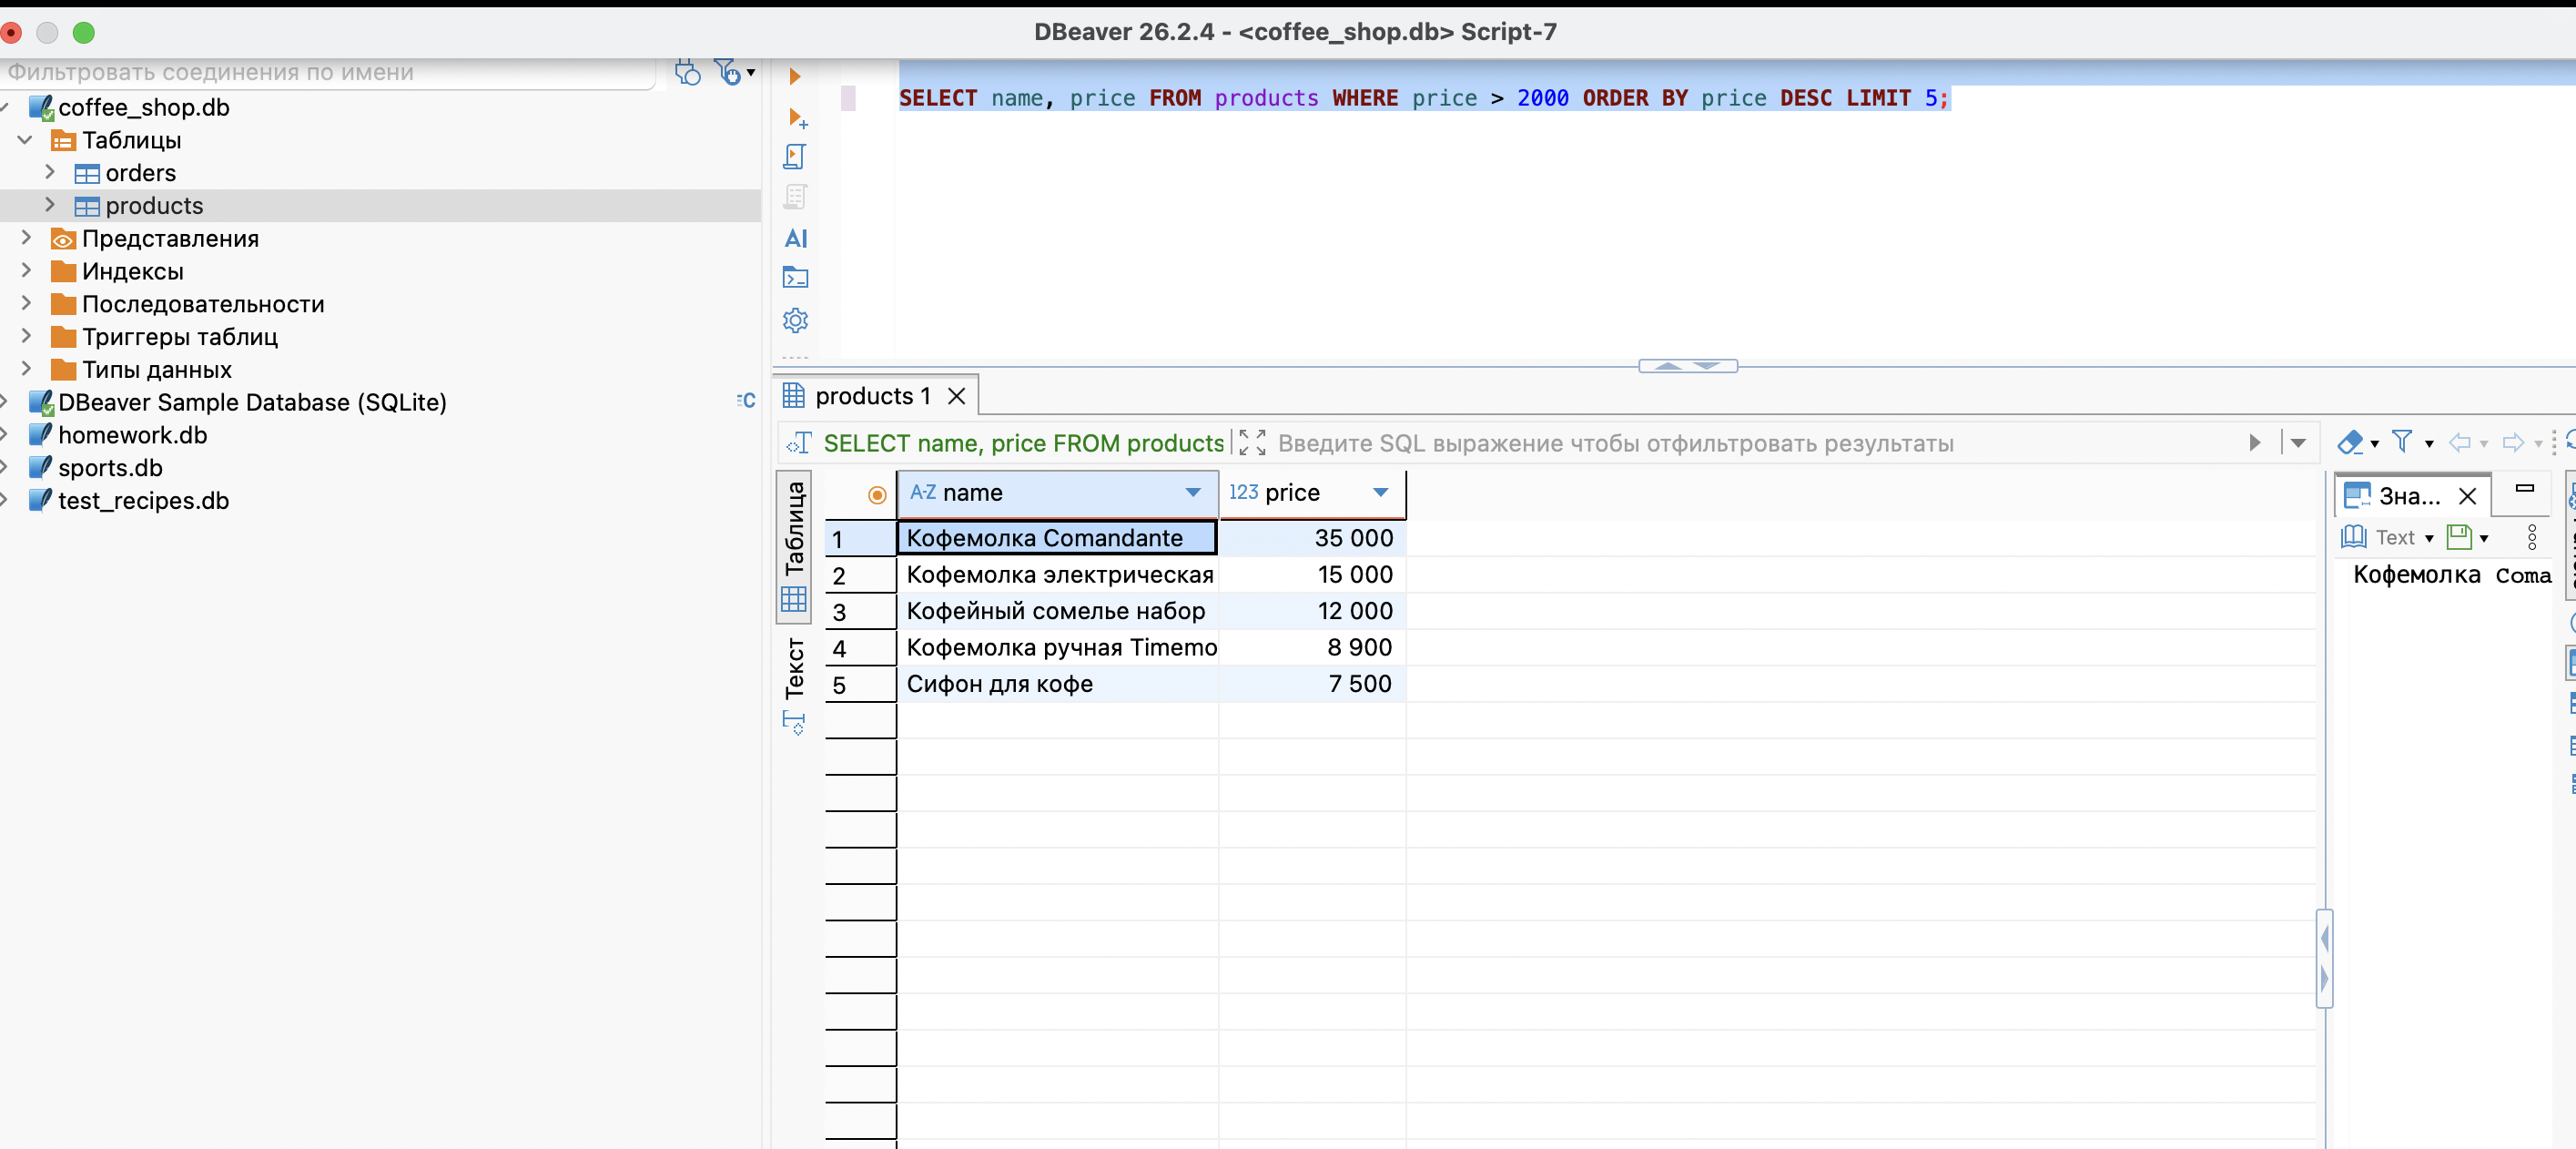 DBeaver 26.2.4 - <coffee_shop.db> Script-7
Фильтровать соединения по имени
coffee_shop.db
Таблицы
orders
products
Представления
Индексы
Последовательности
Триггеры таблиц
Типы данных
DBeaver Sample Database (SQLite)
homework.db
sports.db
test_recipes.db
AI
SELECT name, price FROM products WHERE price > 2000 ORDER BY price DESC LIMIT 5;
products 1
SELECT name, price FROM products
Введите SQL выражение чтобы отфильтровать результаты
Таблица
Текст
A-Z name 123 price
1 Кофемолка Comandante 35 000
2 Кофемолка электрическая 15 000
3 Кофейный сомелье набор 12 000
4 Кофемолка ручная Timemo 8 900
5 Сифон для кофе 7 500
Зна...
Text
Кофемолка Coma